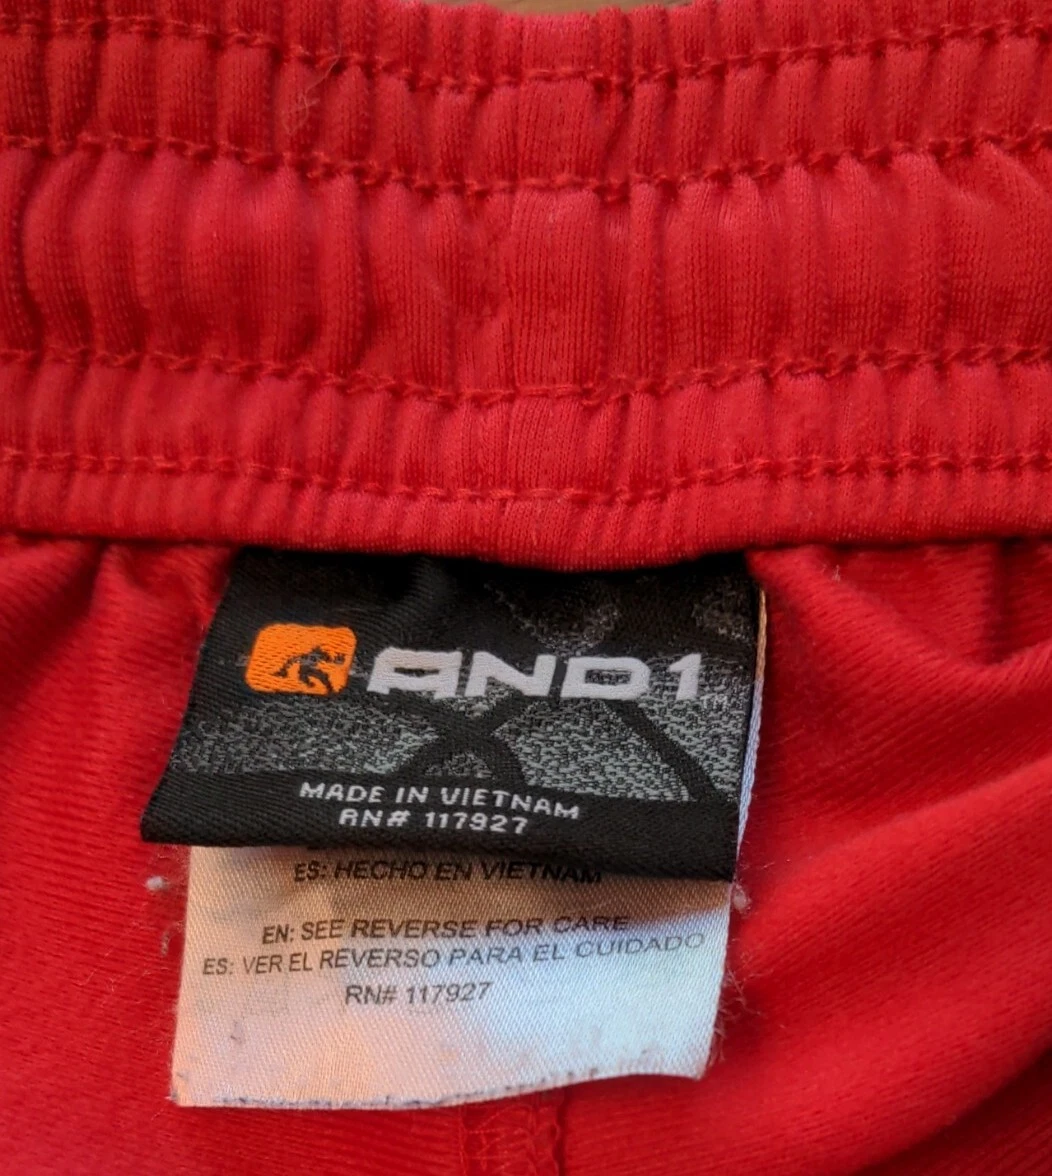 AND1 TM
MADE IN VIETNAM
RN# 117927
ES: HECHO EN VIETNAM
EN: SEE REVERSE FOR CARE
ES: VER EL REVERSO PARA EL CUIDADO
RN# 117927